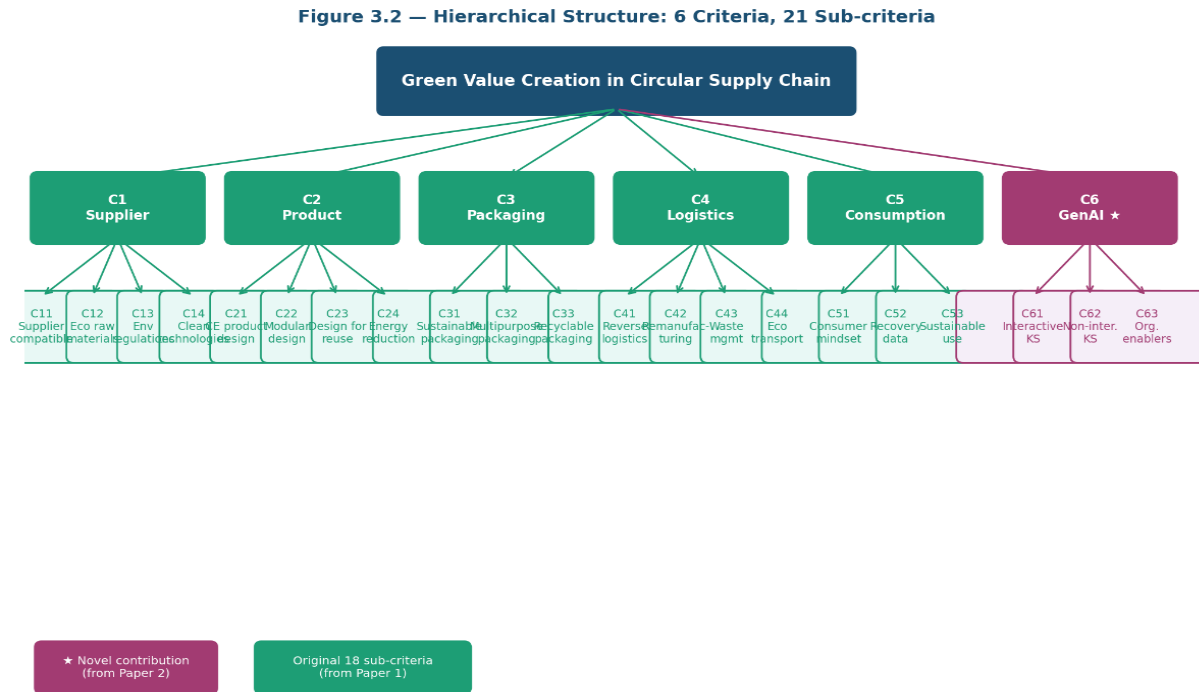 Figure 3.2 — Hierarchical Structure: 6 Criteria, 21 Sub-criteria
Green Value Creation in Circular Supply Chain
C1
Supplier
C2
Product
C3
Packaging
C4
Logistics
C5
Consumption
C6
GenAI ★
C11
Supplier
compatible
C12
Eco raw
materials
C13
Env
regulations
C14
Clean
technologies
C21
CE product
design
C22
Modular
design
C23
Design for
reuse
C24
Energy
reduction
C31
Sustainable
packaging
C32
Multipurpose
packaging
C33
Recyclable
packaging
C41
Reverse
logistics
C42
Remanufac-
turing
C43
Waste
mgmt
C44
Eco
transport
C51
Consumer
mindset
C52
Recovery
data
C53
Sustainable
use
C61
Interactive
KS
C62
Non-inter.
KS
C63
Org.
enablers
★ Novel contribution
(from Paper 2)
Original 18 sub-criteria
(from Paper 1)